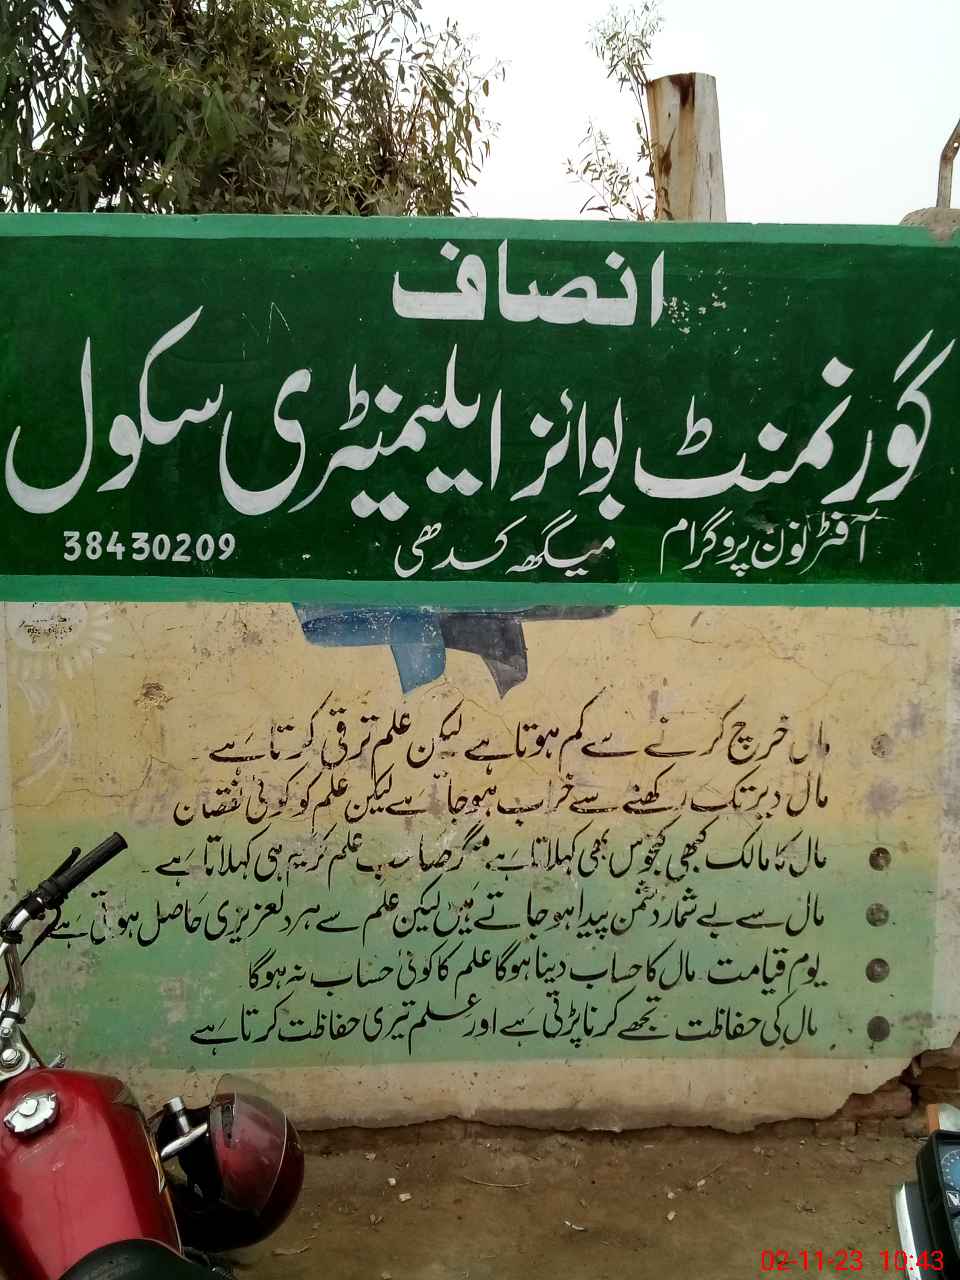 انصاف
گورنمنٹ بوائز ایلیمنیٹری سکول
آفٹر نون پروگرام میگھہ کدھی 38430209
مال خرچ کرنے سے کم ہوتا ہے لیکن علم ترقی کرتا ہے
مال دیر تک رکھنے سے خراب ہو جاتا ہے لیکن علم کو کوئی نقصان
مال کا مالک کبھی کنجوس بھی کہلاتا ہے مگر صاحب علم کریم ہی کہلاتا ہے
مال سے بے شمار دشمن پیدا ہو جاتے ہیں لیکن علم سے ہر دلعزیزی حاصل ہوتی ہے
یوم قیامت مال کا حساب دینا ہوگا علم کا کوئی حساب نہ ہوگا
مال کی حفاظت تجھے کرنا پڑتی ہے اور علم تیری حفاظت کرتا ہے
02-11-23 10:43